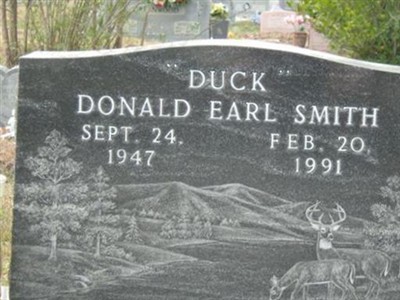 "DUCK"
DONALD EARL SMITH
SEPT. 24, FEB. 20,
1947 1991